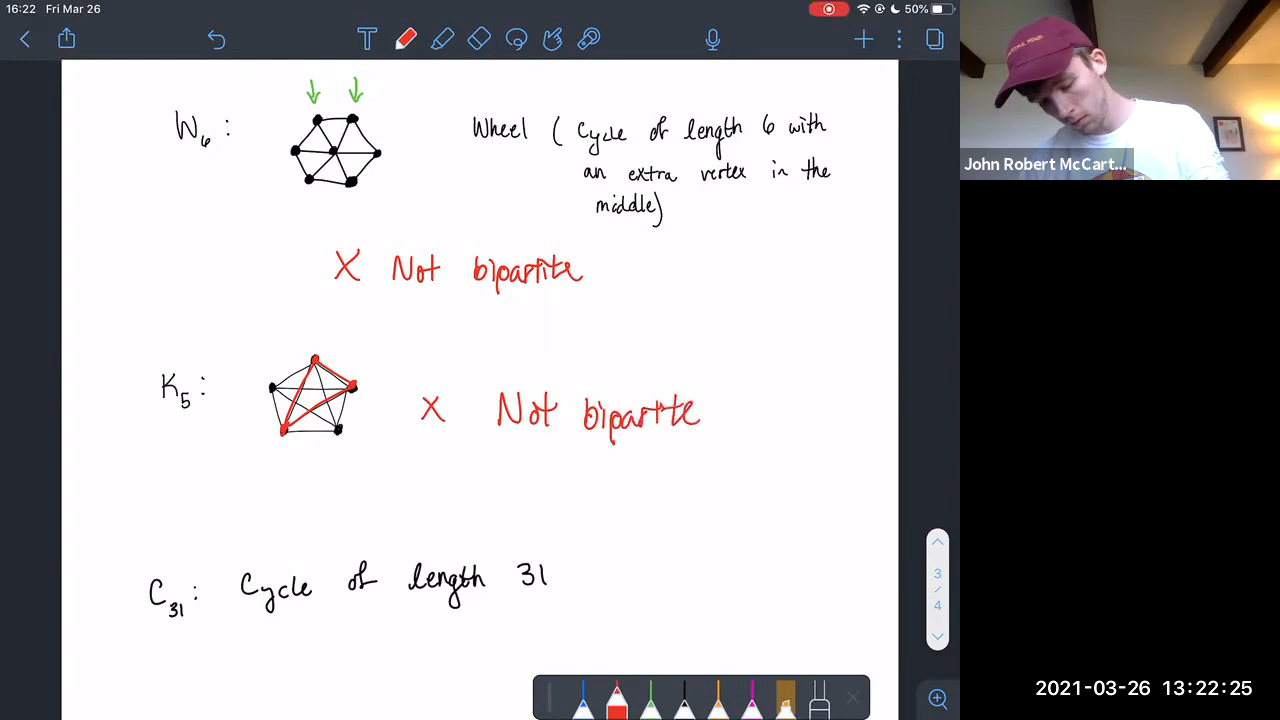 16:22 Fri Mar 26
50%
W6:
Wheel ( Cycle of length 6 with
an extra vertex in the
middle)
X Not bipartite
K5:
X Not bipartite
C31: Cycle of length 31
3
/
4
John Robert McCart...
2021-03-26 13:22:25